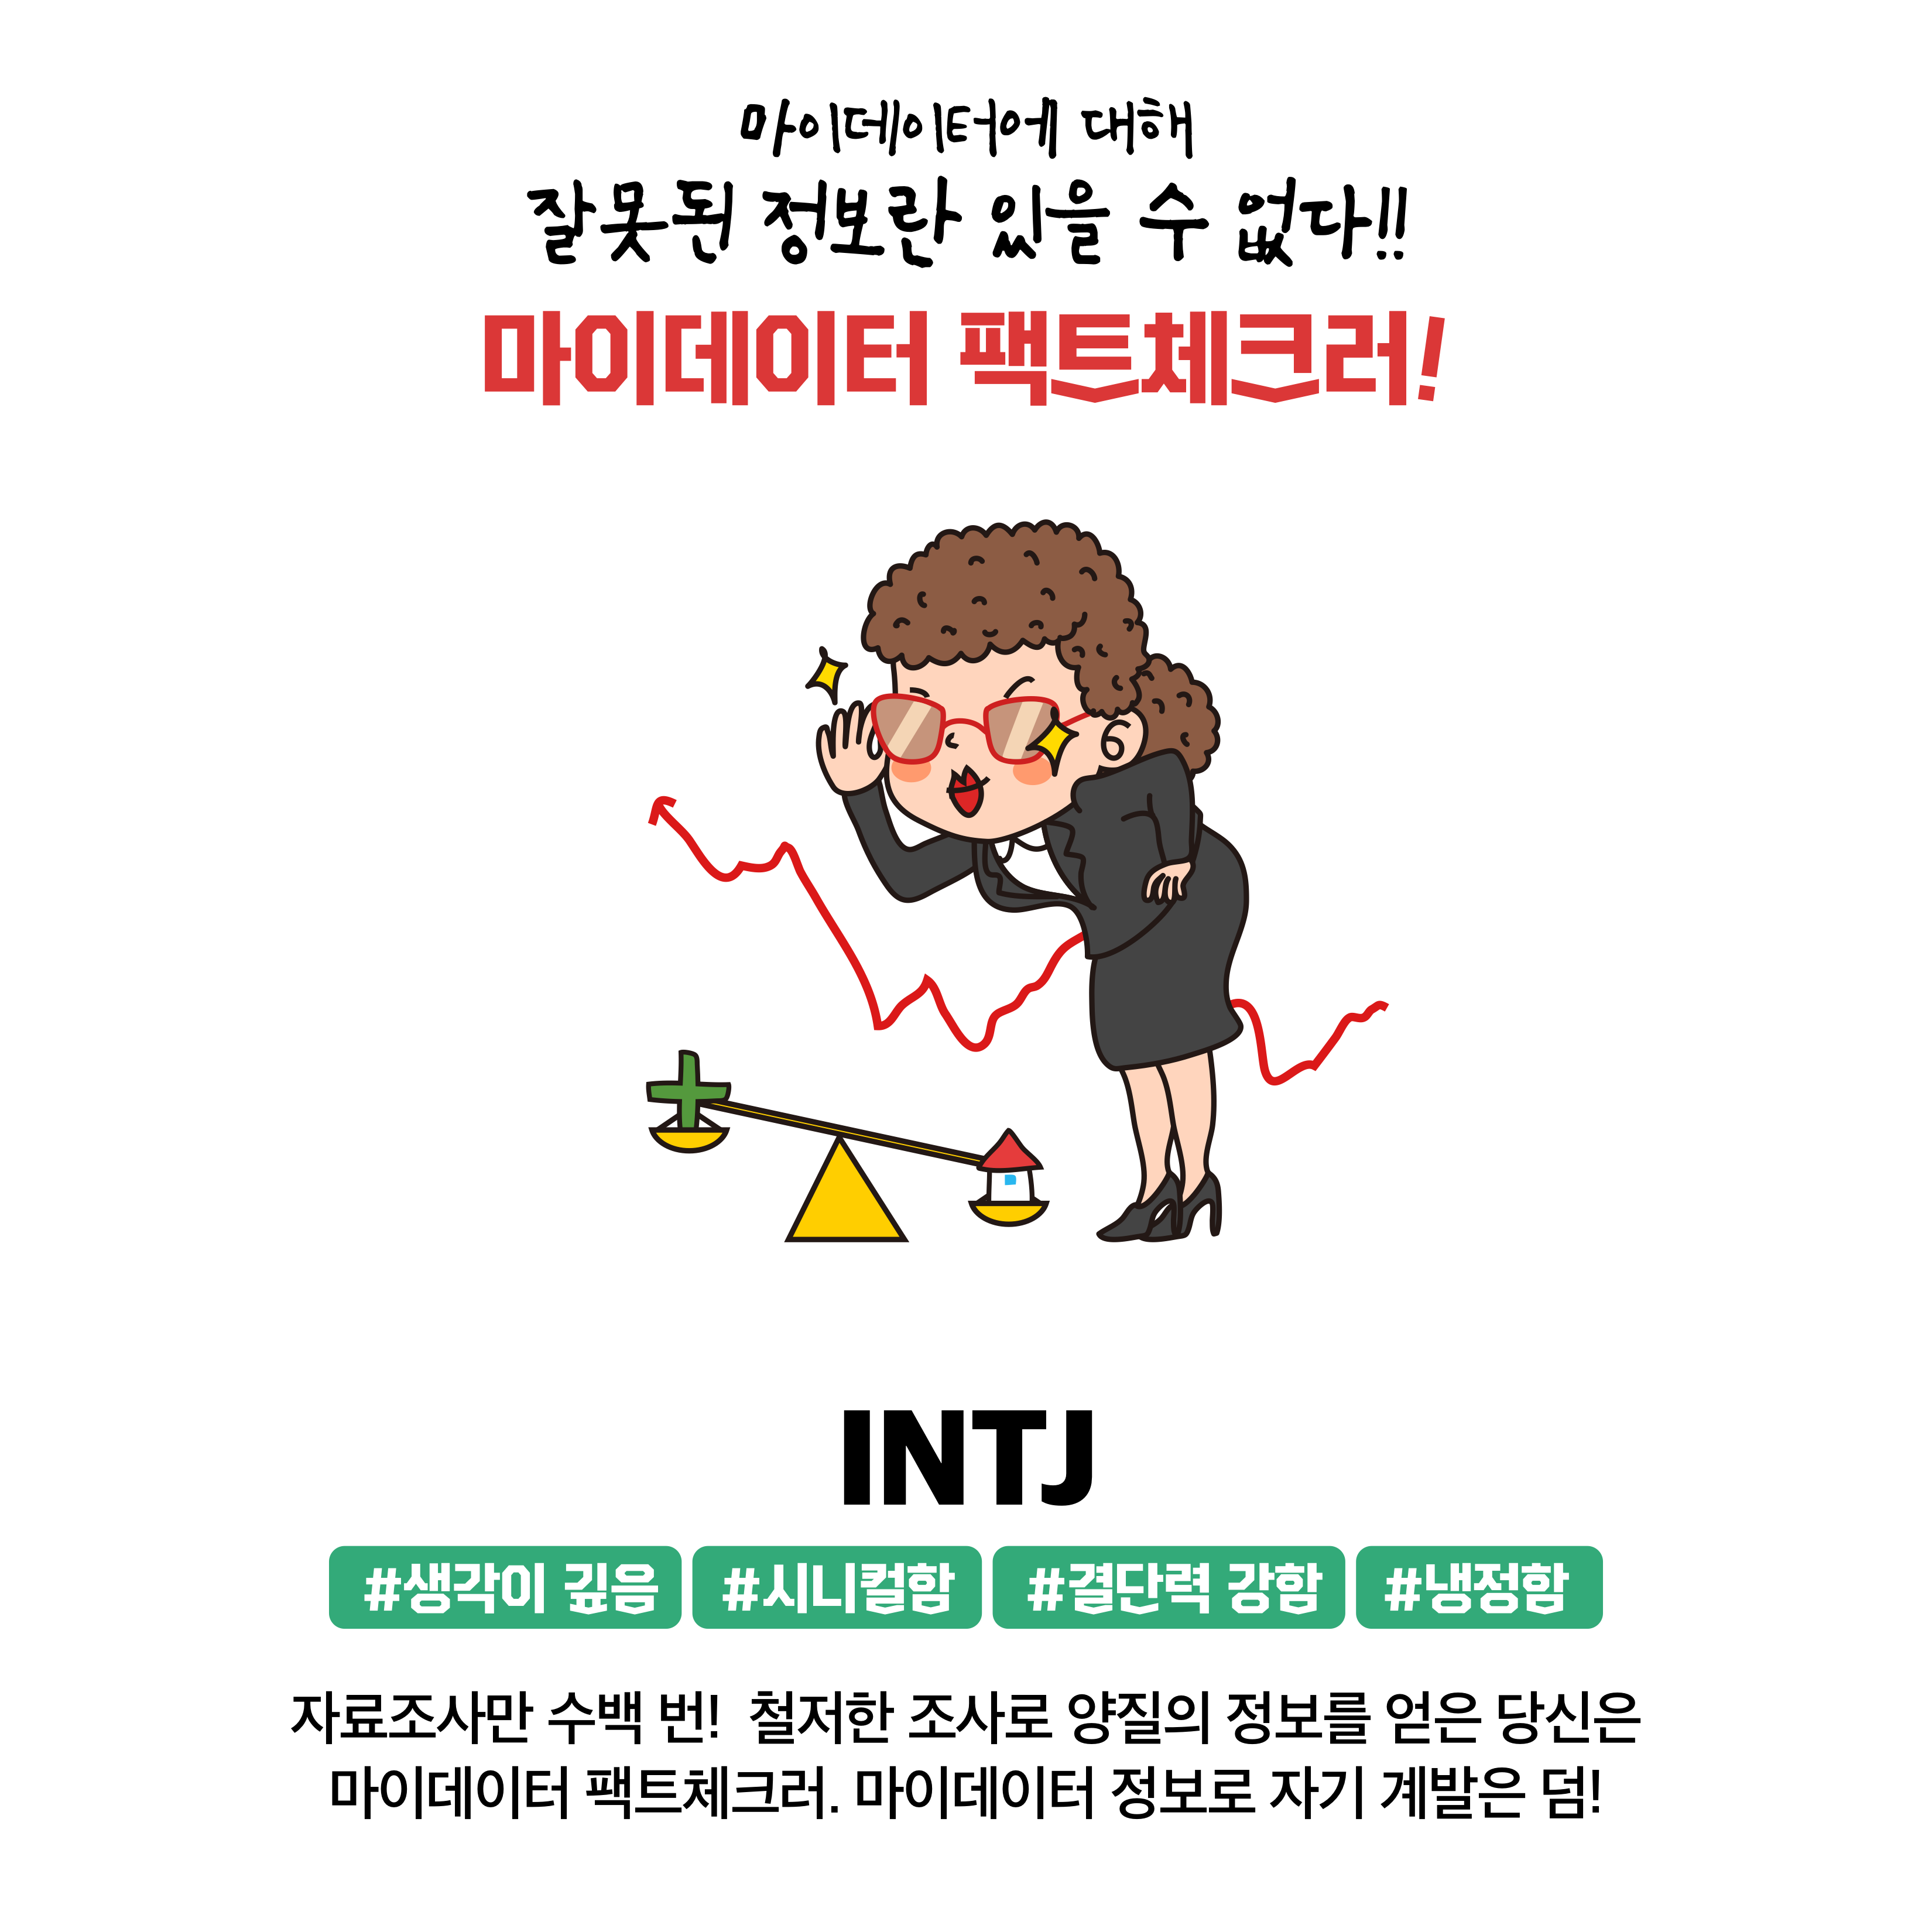 마이데이터에 대해
잘못된 정보란 있을 수 없다!!
마이데이터 팩트체크러!
INTJ
#생각이 깊음 #시니컬함 #결단력 강함 #냉정함
자료조사만 수백 번! 철저한 조사로 양질의 정보를 얻은 당신은
마이데이터 팩트체크러. 마이데이터 정보로 자기 계발은 덤!